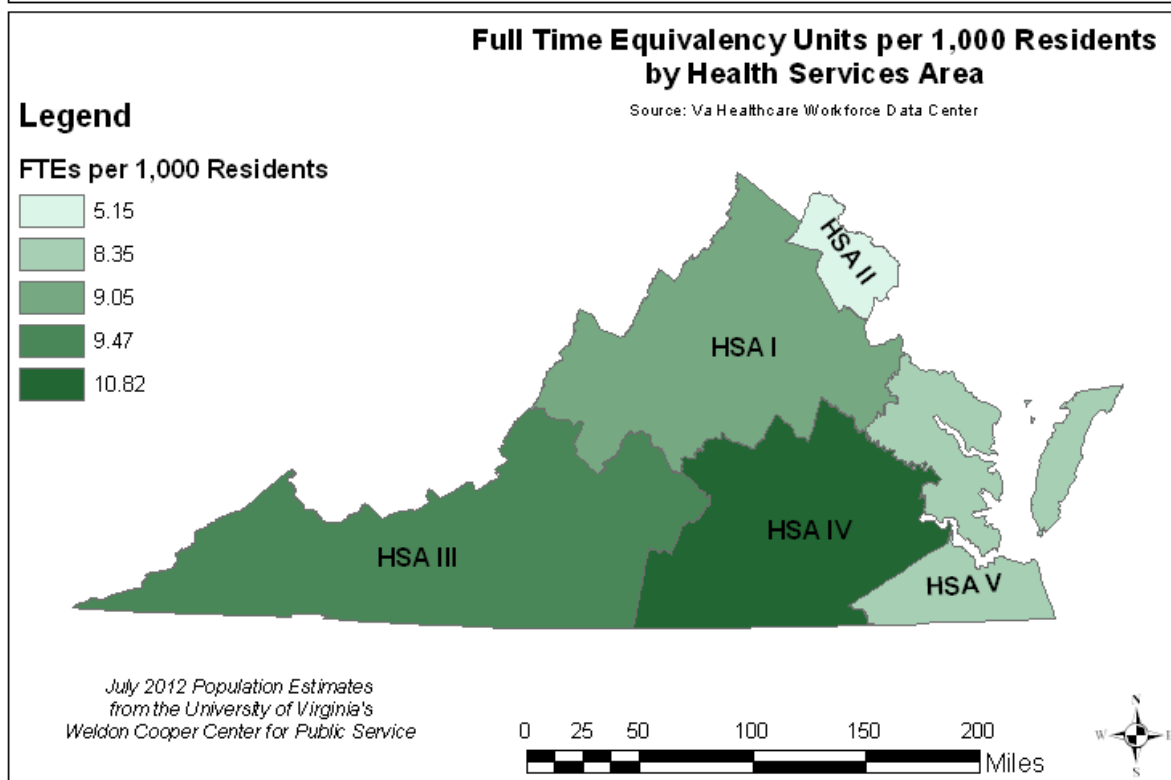 Full Time Equivalency Units per 1,000 Residents
by Health Services Area
Source: Va Healthcare Workforce Data Center
Legend
FTEs per 1,000 Residents
5.15
8.35
9.05
9.47
10.82
HSA II
HSA I
HSA IV
HSA III
HSA V
July 2012 Population Estimates
from the University of Virginia's
Weldon Cooper Center for Public Service
0 25 50 100 150 200
Miles
N
W E
S